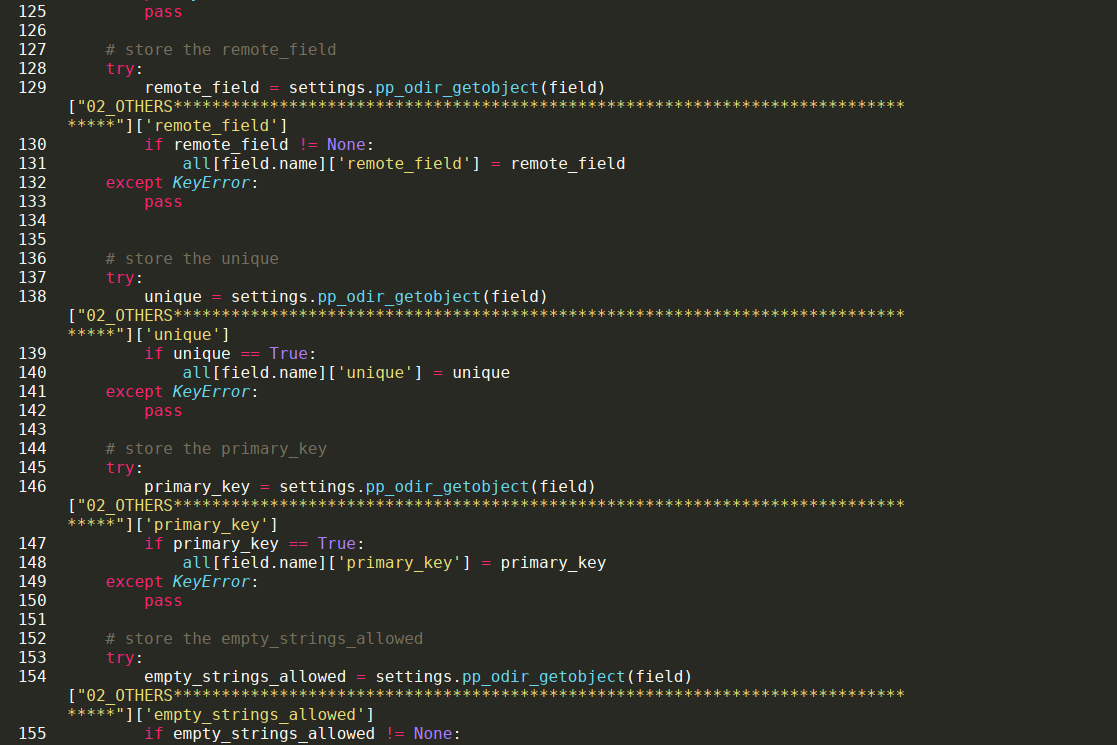 125 pass
126
127 # store the remote_field
128 try:
129 remote_field = settings.pp_odir_getobject(field)
["02_OTHERS****************************************************************************
*****"]['remote_field']
130 if remote_field != None:
131 all[field.name]['remote_field'] = remote_field
132 except KeyError:
133 pass
134
135
136 # store the unique
137 try:
138 unique = settings.pp_odir_getobject(field)
["02_OTHERS****************************************************************************
*****"]['unique']
139 if unique == True:
140 all[field.name]['unique'] = unique
141 except KeyError:
142 pass
143
144 # store the primary_key
145 try:
146 primary_key = settings.pp_odir_getobject(field)
["02_OTHERS****************************************************************************
*****"]['primary_key']
147 if primary_key == True:
148 all[field.name]['primary_key'] = primary_key
149 except KeyError:
150 pass
151
152 # store the empty_strings_allowed
153 try:
154 empty_strings_allowed = settings.pp_odir_getobject(field)
["02_OTHERS****************************************************************************
*****"]['empty_strings_allowed']
155 if empty_strings_allowed != None: